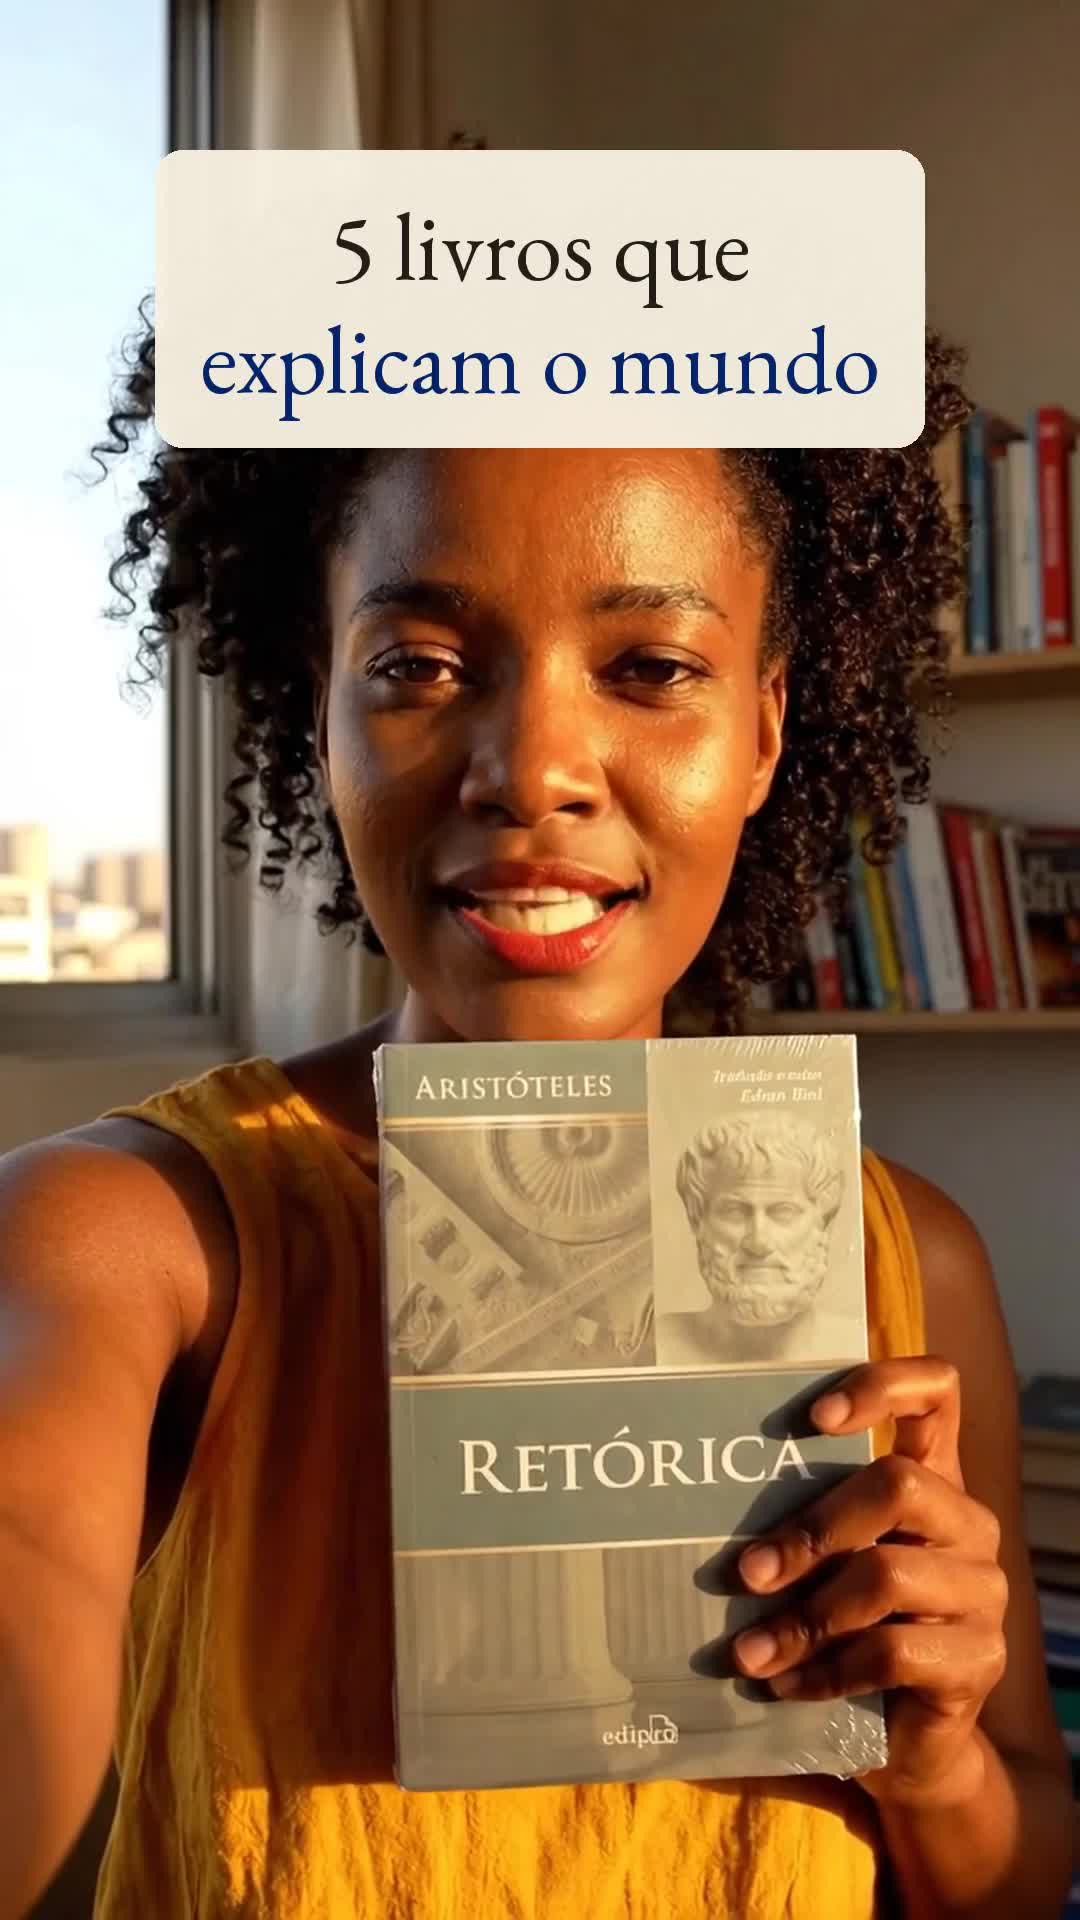 5 livros que
explicam o mundo
ARISTÓTELES
RETÓRICA
edipro